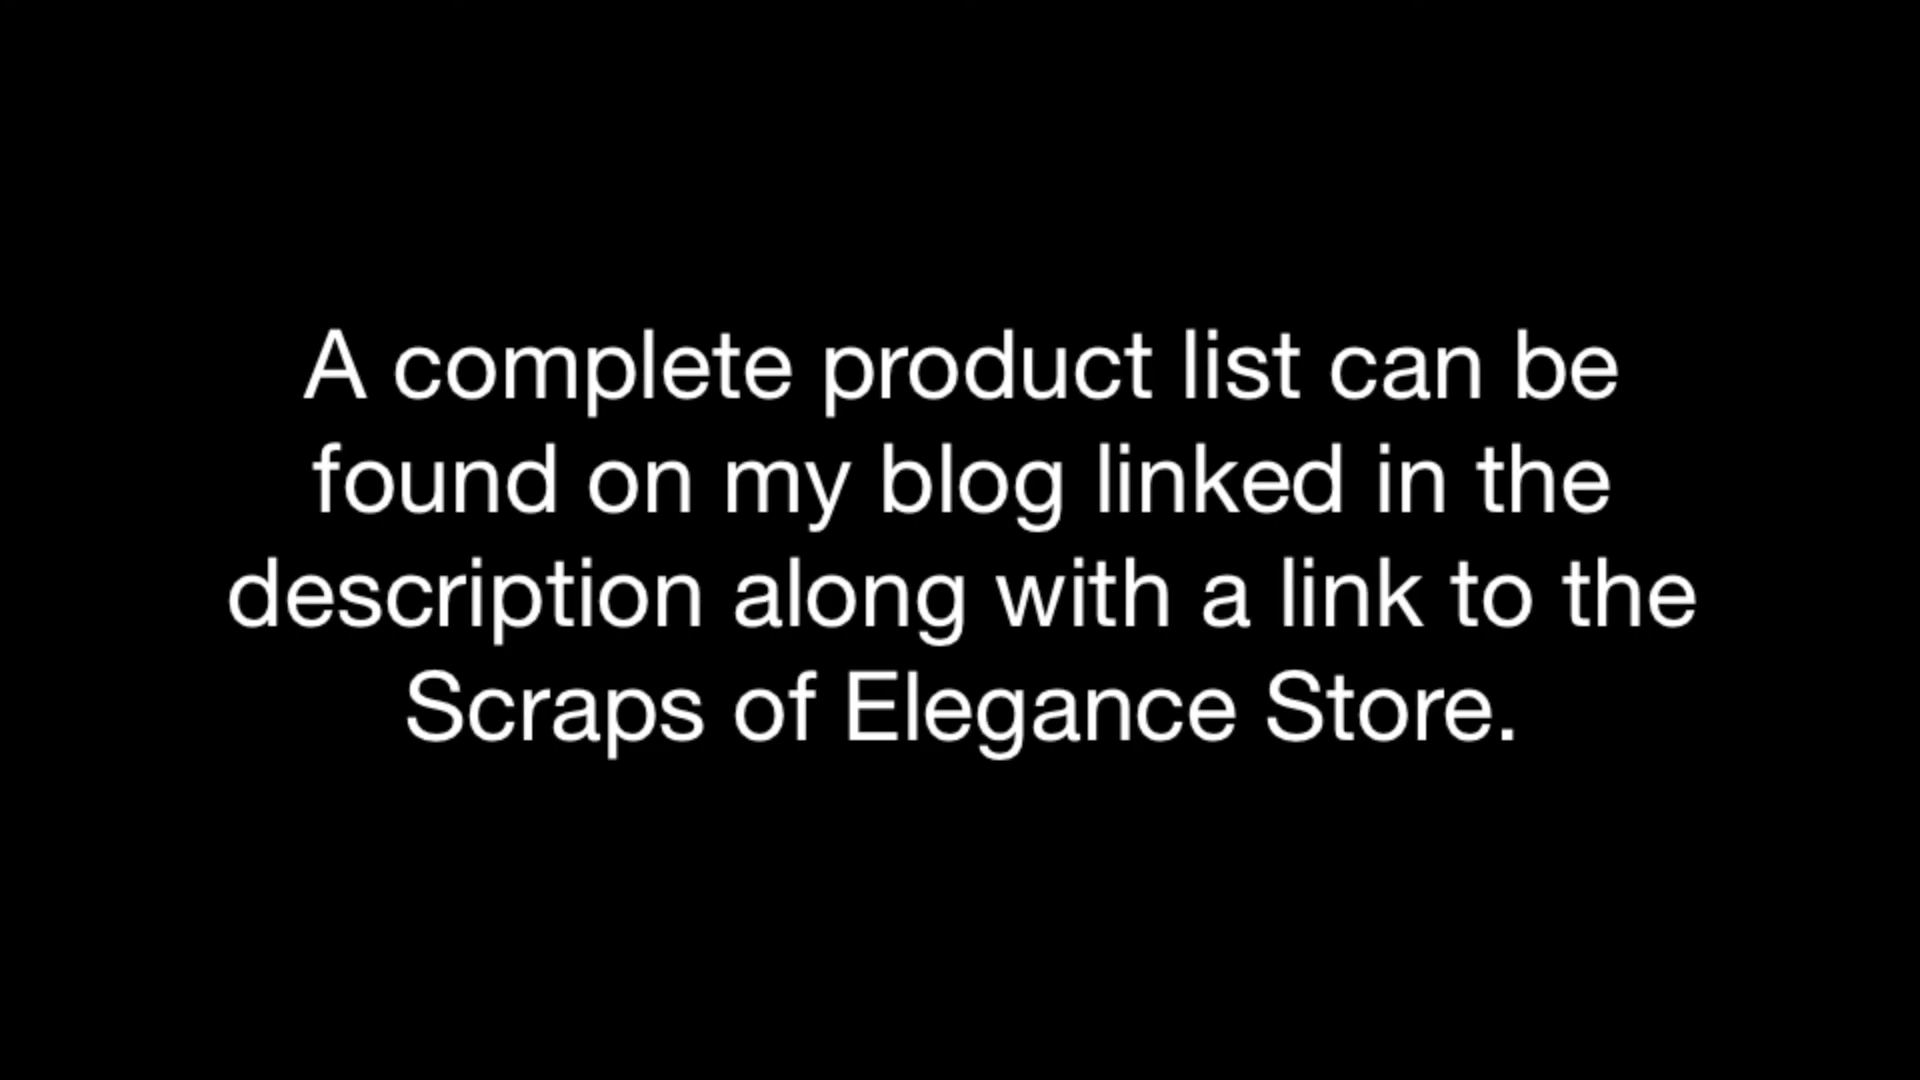 A complete product list can be
found on my blog linked in the
description along with a link to the
Scraps of Elegance Store.